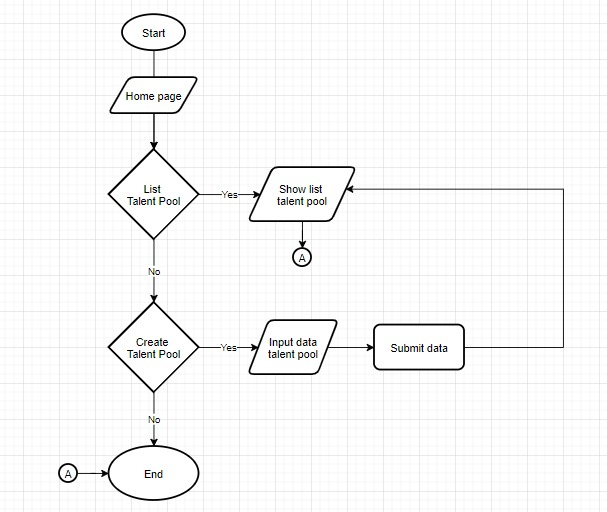 Start
Home page
List
Talent Pool
Yes
Show list
talent pool
A
No
Create
Talent Pool
Yes
Input data
talent pool
Submit data
No
A
End